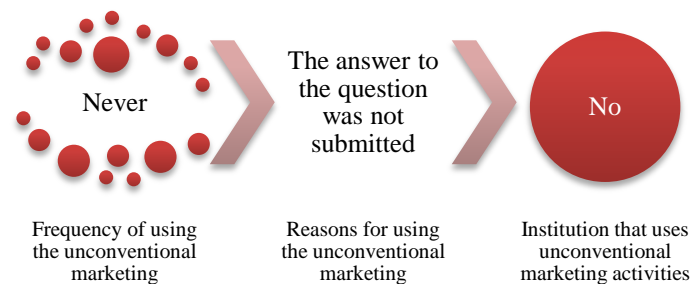 Never
The answer to
the question
was not
submitted
No
Frequency of using
the unconventional
marketing
Reasons for using
the unconventional
marketing
Institution that uses
unconventional
marketing activities